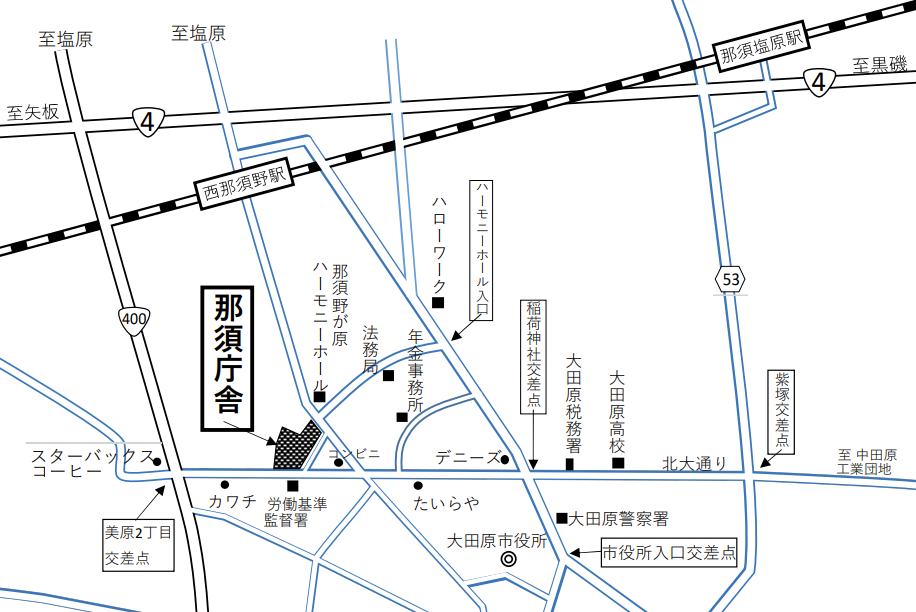 至塩原
至塩原
那須塩原駅
至黒磯
4
至矢板
4
西那須野駅
ハローワーク
ハーモニーホール入口
53
400
那須庁舎
那須野が原
ハーモニーホール
法務局
年金事務所
稲荷神社交差点
大田原税務署
大田原高校
紫塚交差点
スターバックス
コーヒー
コンビニ
デニーズ
北大通り
至 中田原
工業団地
カワチ
労働基準
監督署
たいらや
美原2丁目
交差点
大田原警察署
大田原市役所
市役所入口交差点